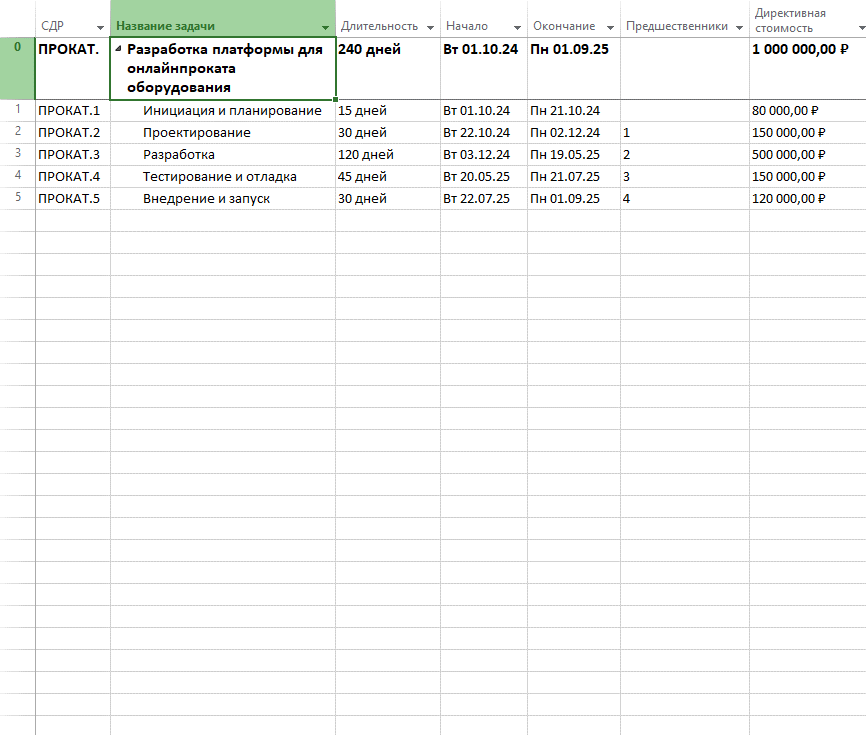 СДР Название задачи Длительность Начало Окончание Предшественники Директивная стоимость
0 ПРОКАТ. Разработка платформы для онлайнпроката оборудования 240 дней Вт 01.10.24 Пн 01.09.25 1 000 000,00 ₽
1 ПРОКАТ.1 Инициация и планирование 15 дней Вт 01.10.24 Пн 21.10.24 80 000,00 ₽
2 ПРОКАТ.2 Проектирование 30 дней Вт 22.10.24 Пн 02.12.24 1 150 000,00 ₽
3 ПРОКАТ.3 Разработка 120 дней Вт 03.12.24 Пн 19.05.25 2 500 000,00 ₽
4 ПРОКАТ.4 Тестирование и отладка 45 дней Вт 20.05.25 Пн 21.07.25 3 150 000,00 ₽
5 ПРОКАТ.5 Внедрение и запуск 30 дней Вт 22.07.25 Пн 01.09.25 4 120 000,00 ₽